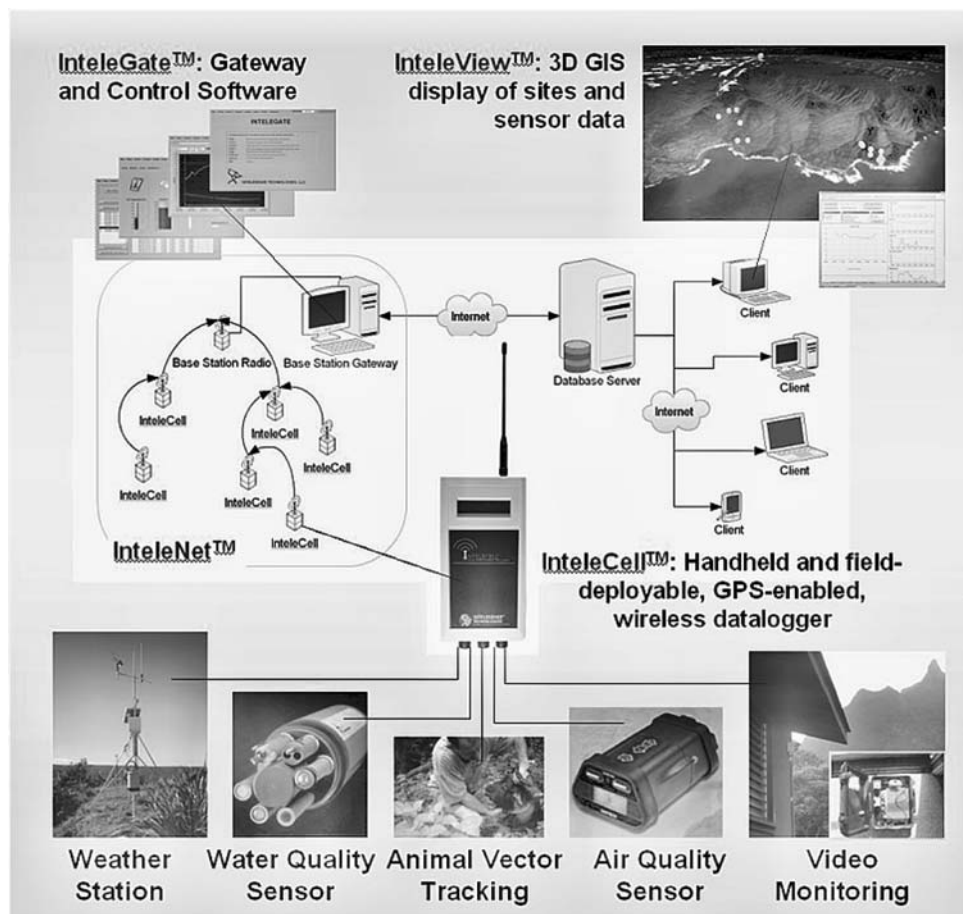 InteleGate™: Gateway
and Control Software
InteleView™: 3D GIS
display of sites and
sensor data
INTELEGATE
Internet
Client
Base Station Radio
Base Station Gateway
Database Server
Client
InteleCell
InteleCell
Internet
InteleCell
InteleCell
InteleCell
Client
InteleCell
Client
InteleNet™
InteleCell™: Handheld and field-
deployable, GPS-enabled,
wireless datalogger
Weather
Station
Water Quality
Sensor
Animal Vector
Tracking
Air Quality
Sensor
Video
Monitoring